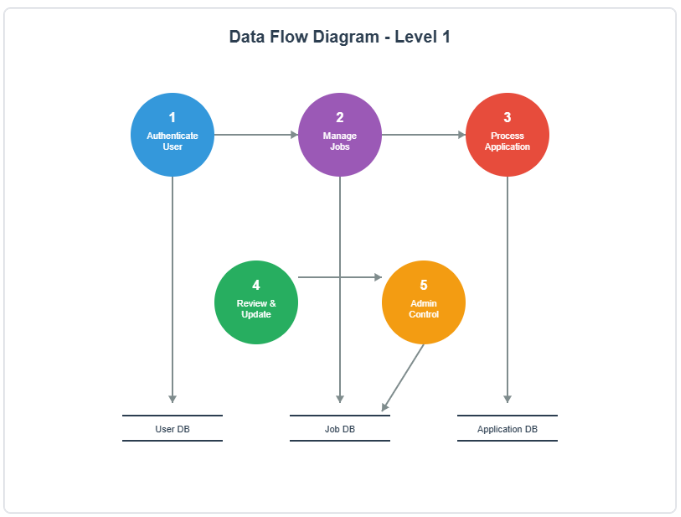 Data Flow Diagram - Level 1
1
Authenticate
User
2
Manage
Jobs
3
Process
Application
4
Review &
Update
5
Admin
Control
User DB
Job DB
Application DB